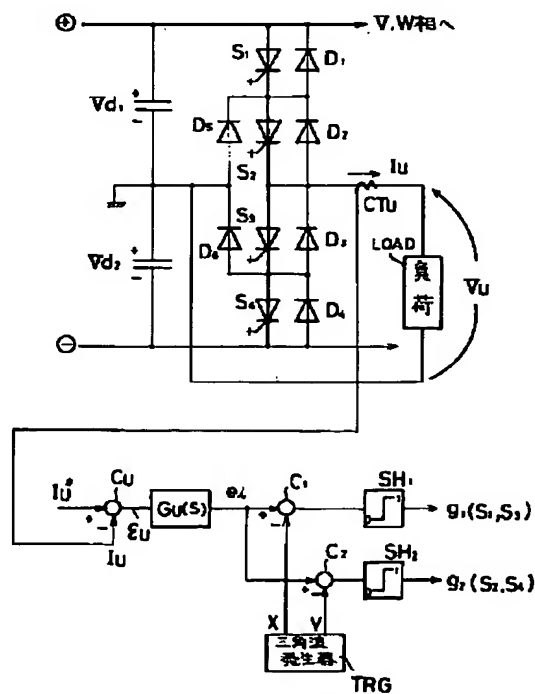 ⊕
V.W相へ
S₁
D₁
Vd₁
+
-
D₅
D₂
S₂
IU
CTU
S₃
D₆
D₃
LOAD
負荷
VU
Vd₂
+
-
S₄
D₄
⊖
IU*
CU
εU
IU
GU(S)
ei
C₁
SH₁
g₁(S₁,S₃)
C₂
SH₂
g₂(S₂,S₄)
X
Y
三角波
発生器
TRG